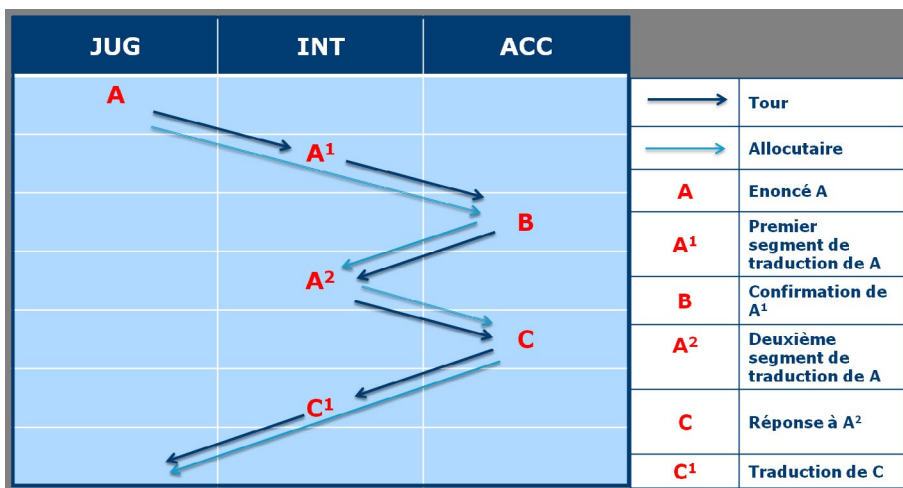 JUG INT ACC
A
A¹
B
A²
C
C¹
Tour
Allocutaire
A Enoncé A
A¹ Premier
segment de
traduction de A
B Confirmation de
A¹
A² Deuxième
segment de
traduction de A
C Réponse à A²
C¹ Traduction de C